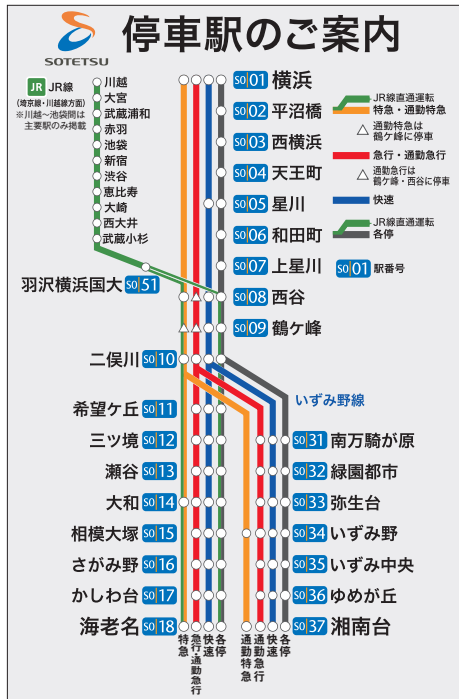 SOTETSU
停車駅のご案内
JR JR線
(埼京線・川越線方面)
※川越～池袋間は
主要駅のみ掲載
川越
大宮
武蔵浦和
赤羽
池袋
新宿
渋谷
恵比寿
大崎
西大井
武蔵小杉
羽沢横浜国大 SO51
SO01 横浜
SO02 平沼橋
SO03 西横浜
SO04 天王町
SO05 星川
SO06 和田町
SO07 上星川
SO08 西谷
SO09 鶴ケ峰
JR線直通運転
特急・通勤特急
△ 通勤特急は
鶴ケ峰に停車
急行・通勤急行
△ 通勤急行は
鶴ケ峰・西谷に停車
快速
JR線直通運転
各停
SO01 駅番号
二俣川 SO10
希望ケ丘 SO11
三ツ境 SO12
瀬谷 SO13
大和 SO14
相模大塚 SO15
さがみ野 SO16
かしわ台 SO17
海老名 SO18
いずみ野線
SO31 南万騎が原
SO32 緑園都市
SO33 弥生台
SO34 いずみ野
SO35 いずみ中央
SO36 ゆめが丘
SO37 湘南台
特急
急行・通勤急行
快速
各停
通勤特急
通勤急行
快速
各停